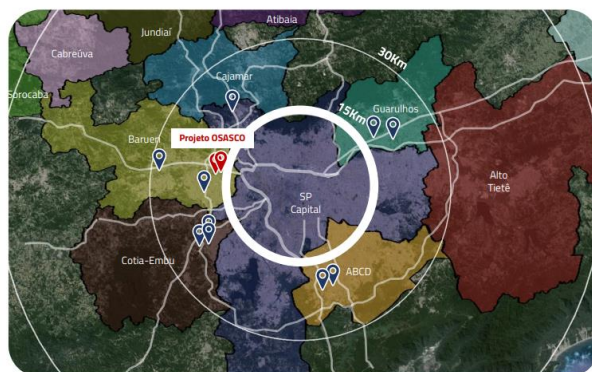 Jundiaí
Atibaia
Cabreúva
30Km
Cajamar
Sorocaba
15Km
Guarulhos
Projeto OSASCO
Barueri
SP
Capital
Alto
Tietê
Cotia-Embu
ABCD